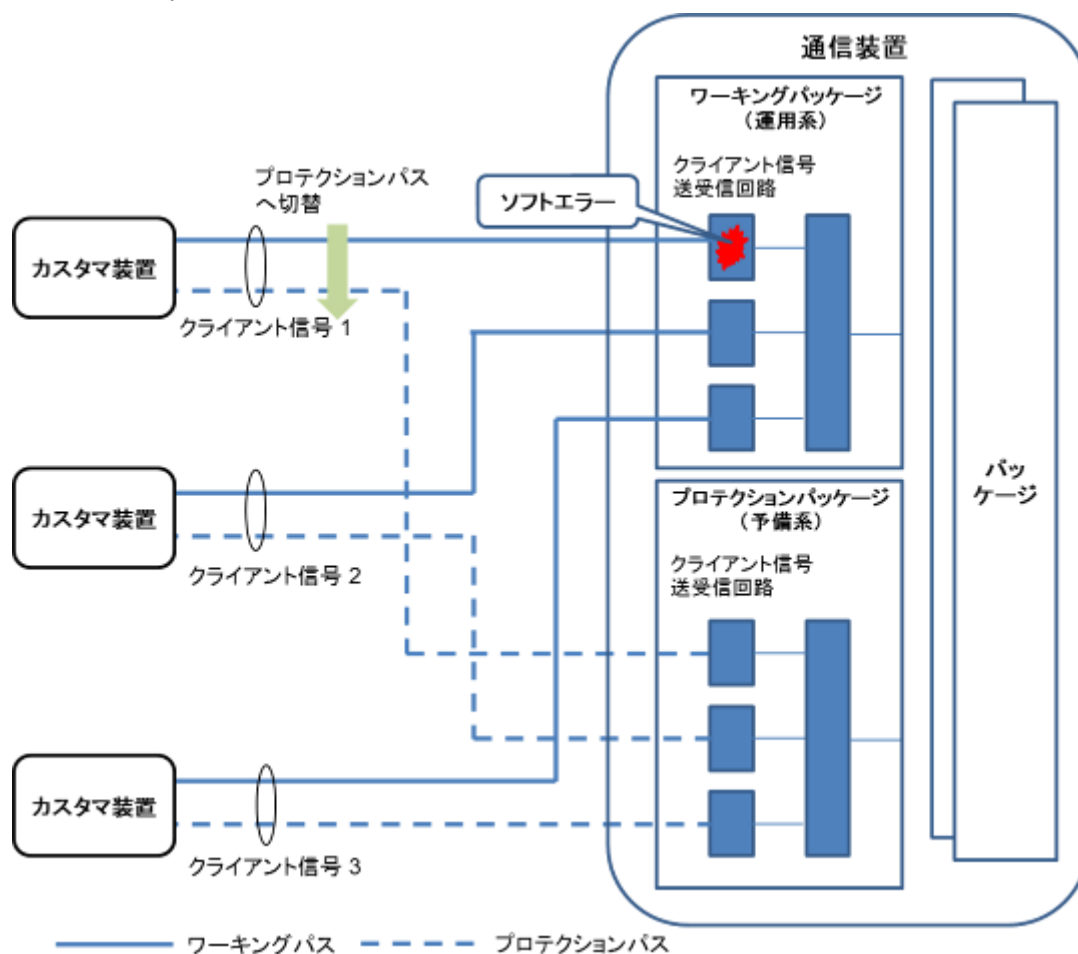 通信装置
ワーキングパッケージ
（運用系）
クライアント信号
送受信回路
プロテクションパス
へ切替
ソフトエラー
カスタマ装置
クライアント信号 1
カスタマ装置
クライアント信号 2
パッ
ケージ
プロテクションパッケージ
（予備系）
クライアント信号
送受信回路
カスタマ装置
クライアント信号 3
ワーキングパス
プロテクションパス